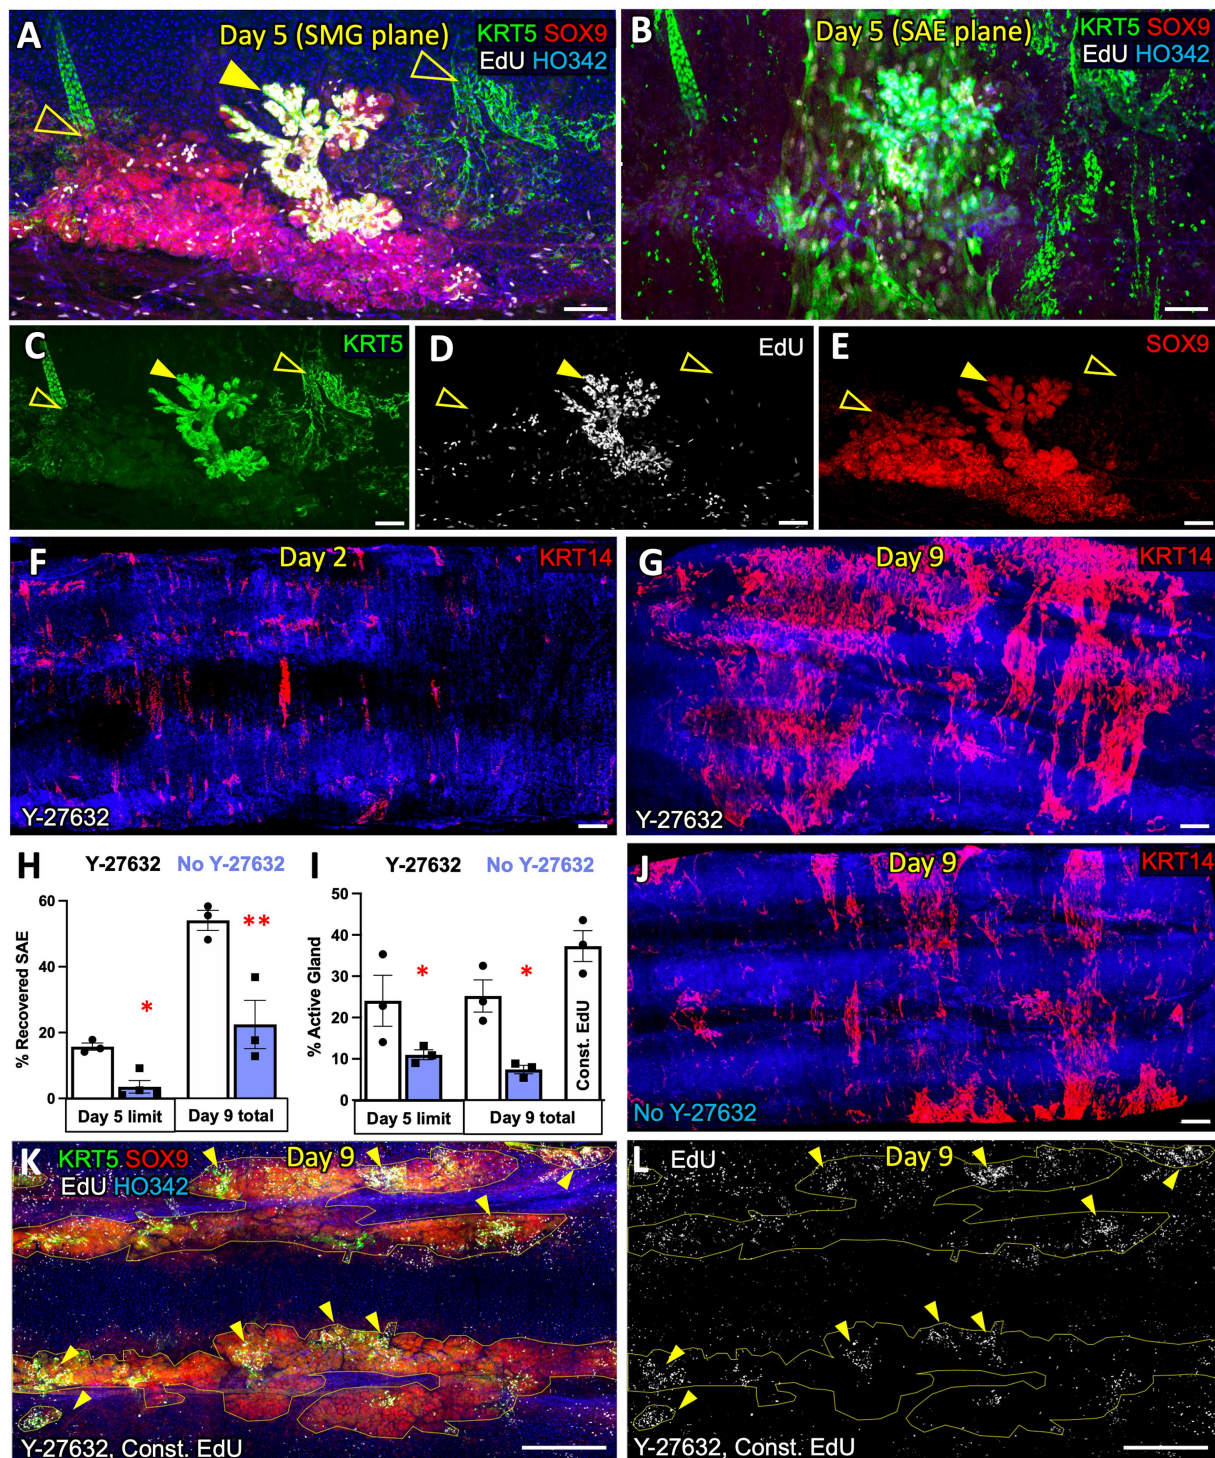 A
Day 5 (SMG plane)
KRT5 SOX9
EdU HO342
B
Day 5 (SAE plane)
KRT5 SOX9
EdU HO342
C
KRT5
D
EdU
E
SOX9
F
Day 2
KRT14
Y-27632
G
Day 9
KRT14
Y-27632
H
Y-27632
No Y-27632
% Recovered SAE
60
40
20
0
*
**
Day 5 limit
Day 9 total
I
Y-27632
No Y-27632
% Active Gland
50
40
30
20
10
0
*
*
Const. EdU
Day 5 limit
Day 9 total
J
Day 9
KRT14
No Y-27632
K
KRT5 SOX9
EdU HO342
Day 9
Y-27632, Const. EdU
L
EdU
Day 9
Y-27632, Const. EdU